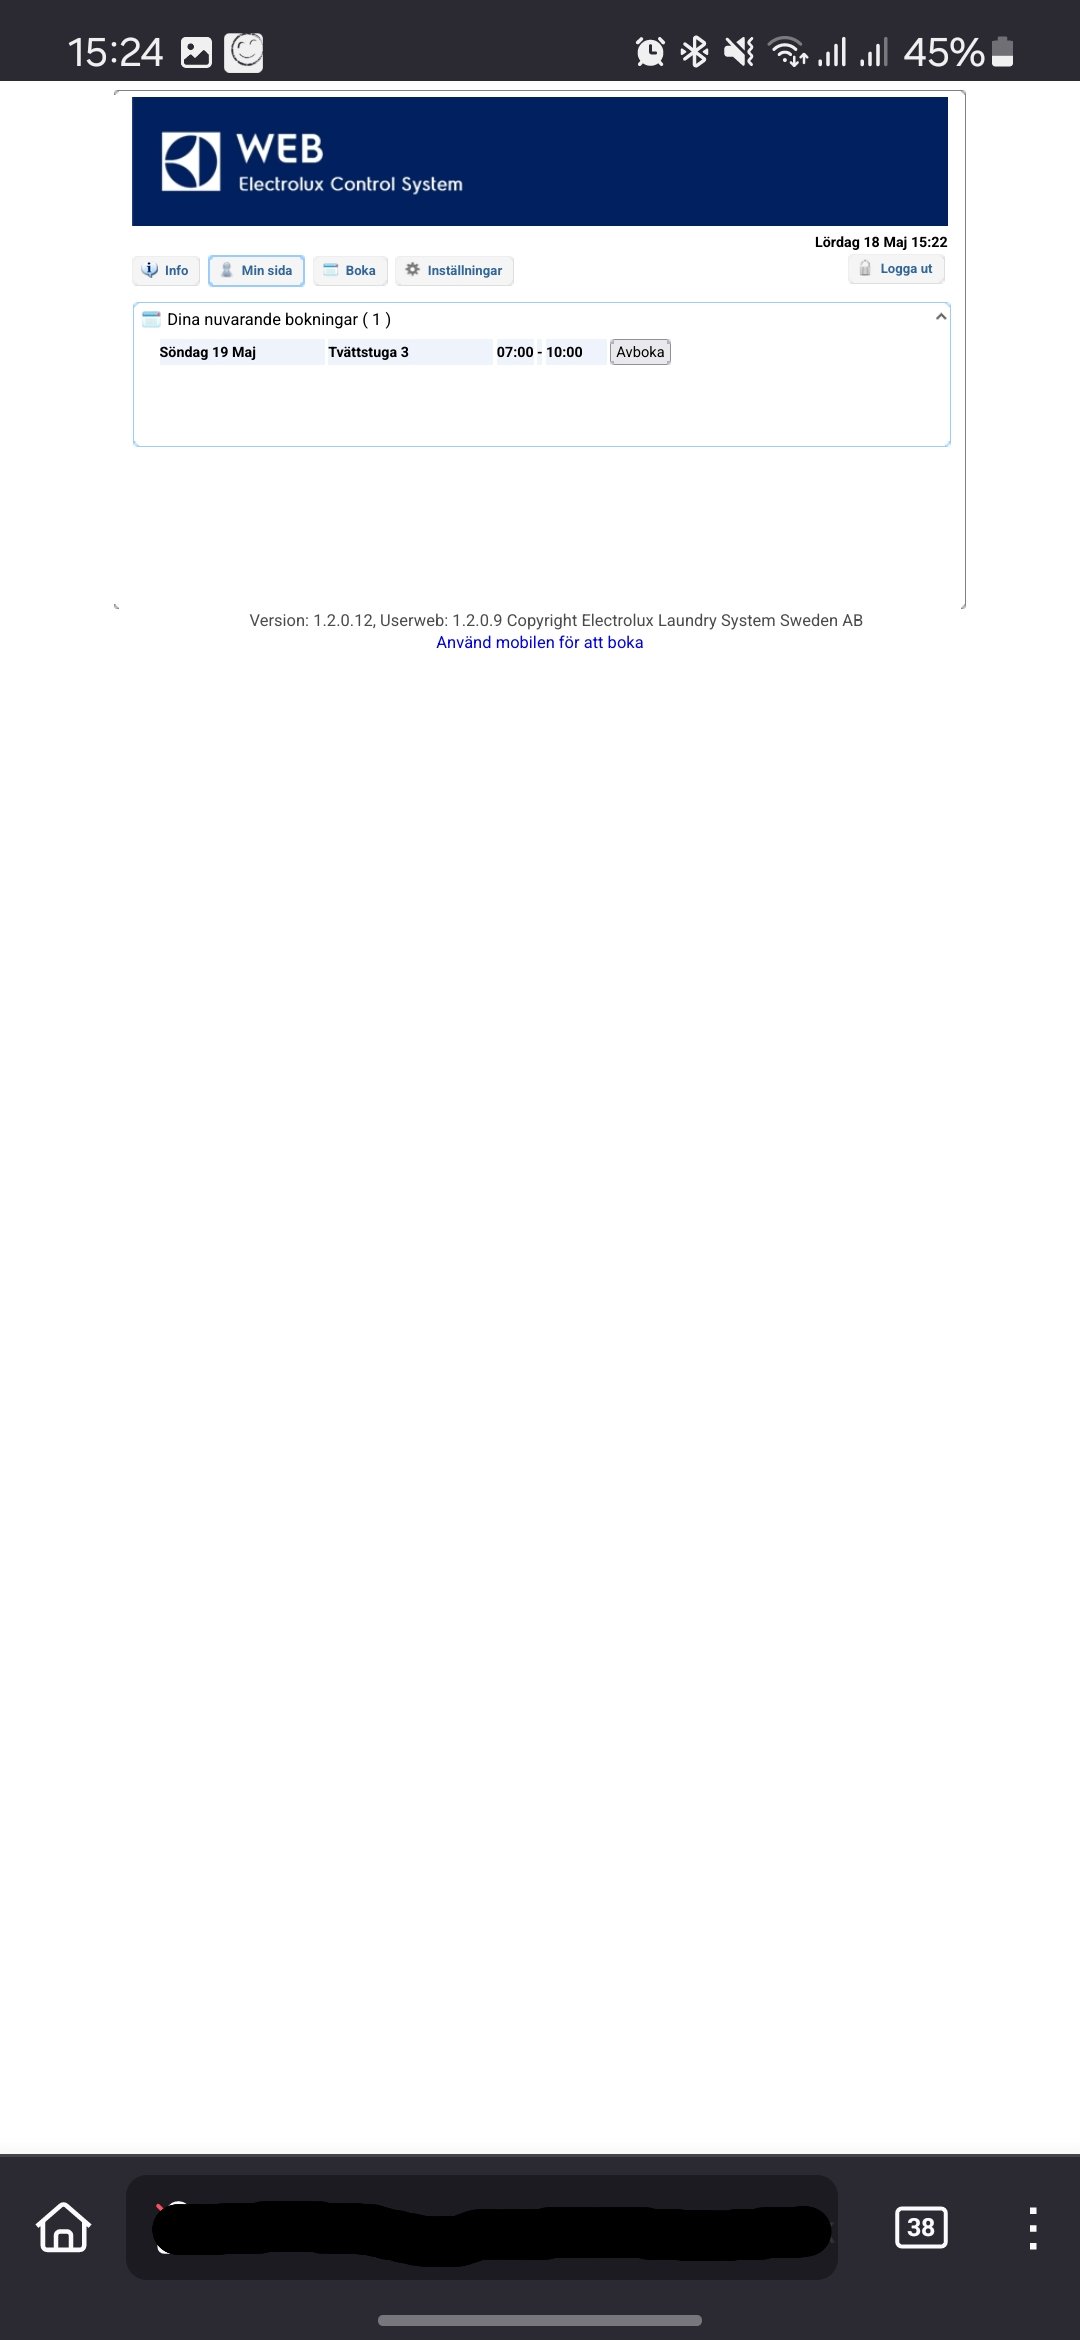 15:24 45%
WEB
Electrolux Control System
Lördag 18 Maj 15:22
Info Min sida Boka Inställningar Logga ut
Dina nuvarande bokningar ( 1 )
Söndag 19 Maj Tvättstuga 3 07:00 - 10:00 Avboka
Version: 1.2.0.12, Userweb: 1.2.0.9 Copyright Electrolux Laundry System Sweden AB
Använd mobilen för att boka
38